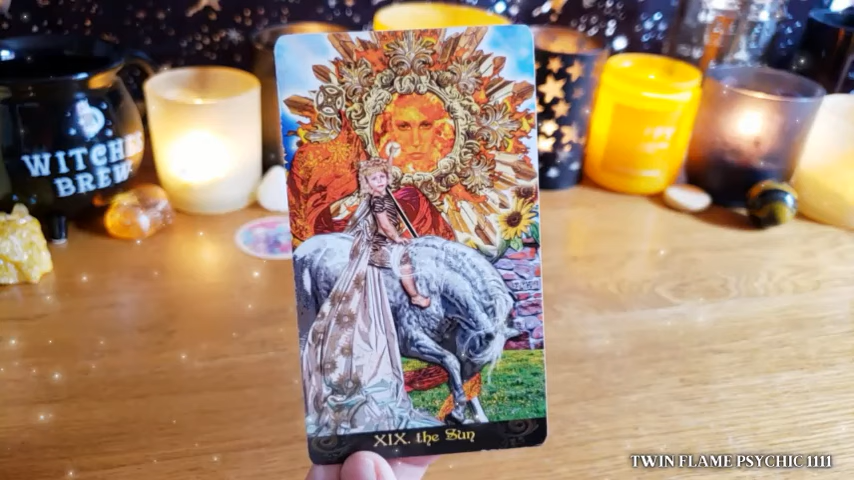 WITCHES
BREW
XIX. the Sun
TWIN FLAME PSYCHIC 1111